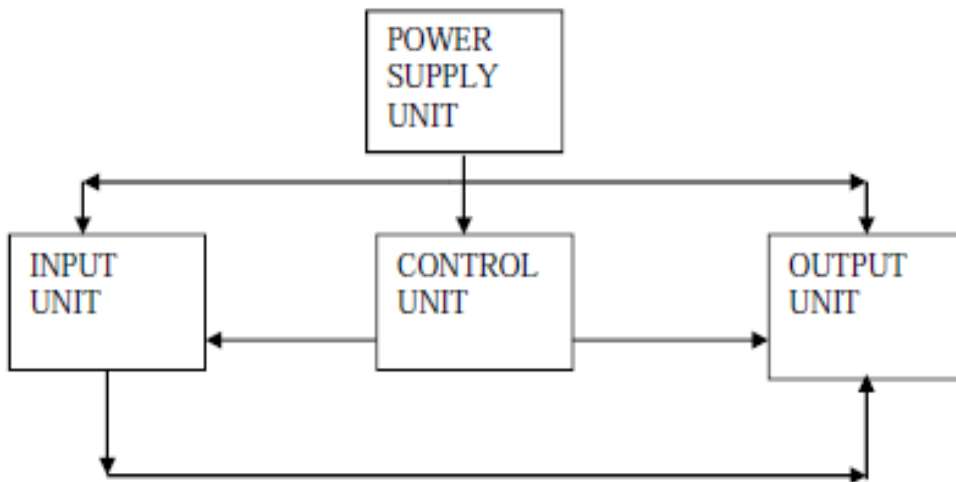 POWER
SUPPLY
UNIT
INPUT
UNIT
CONTROL
UNIT
OUTPUT
UNIT